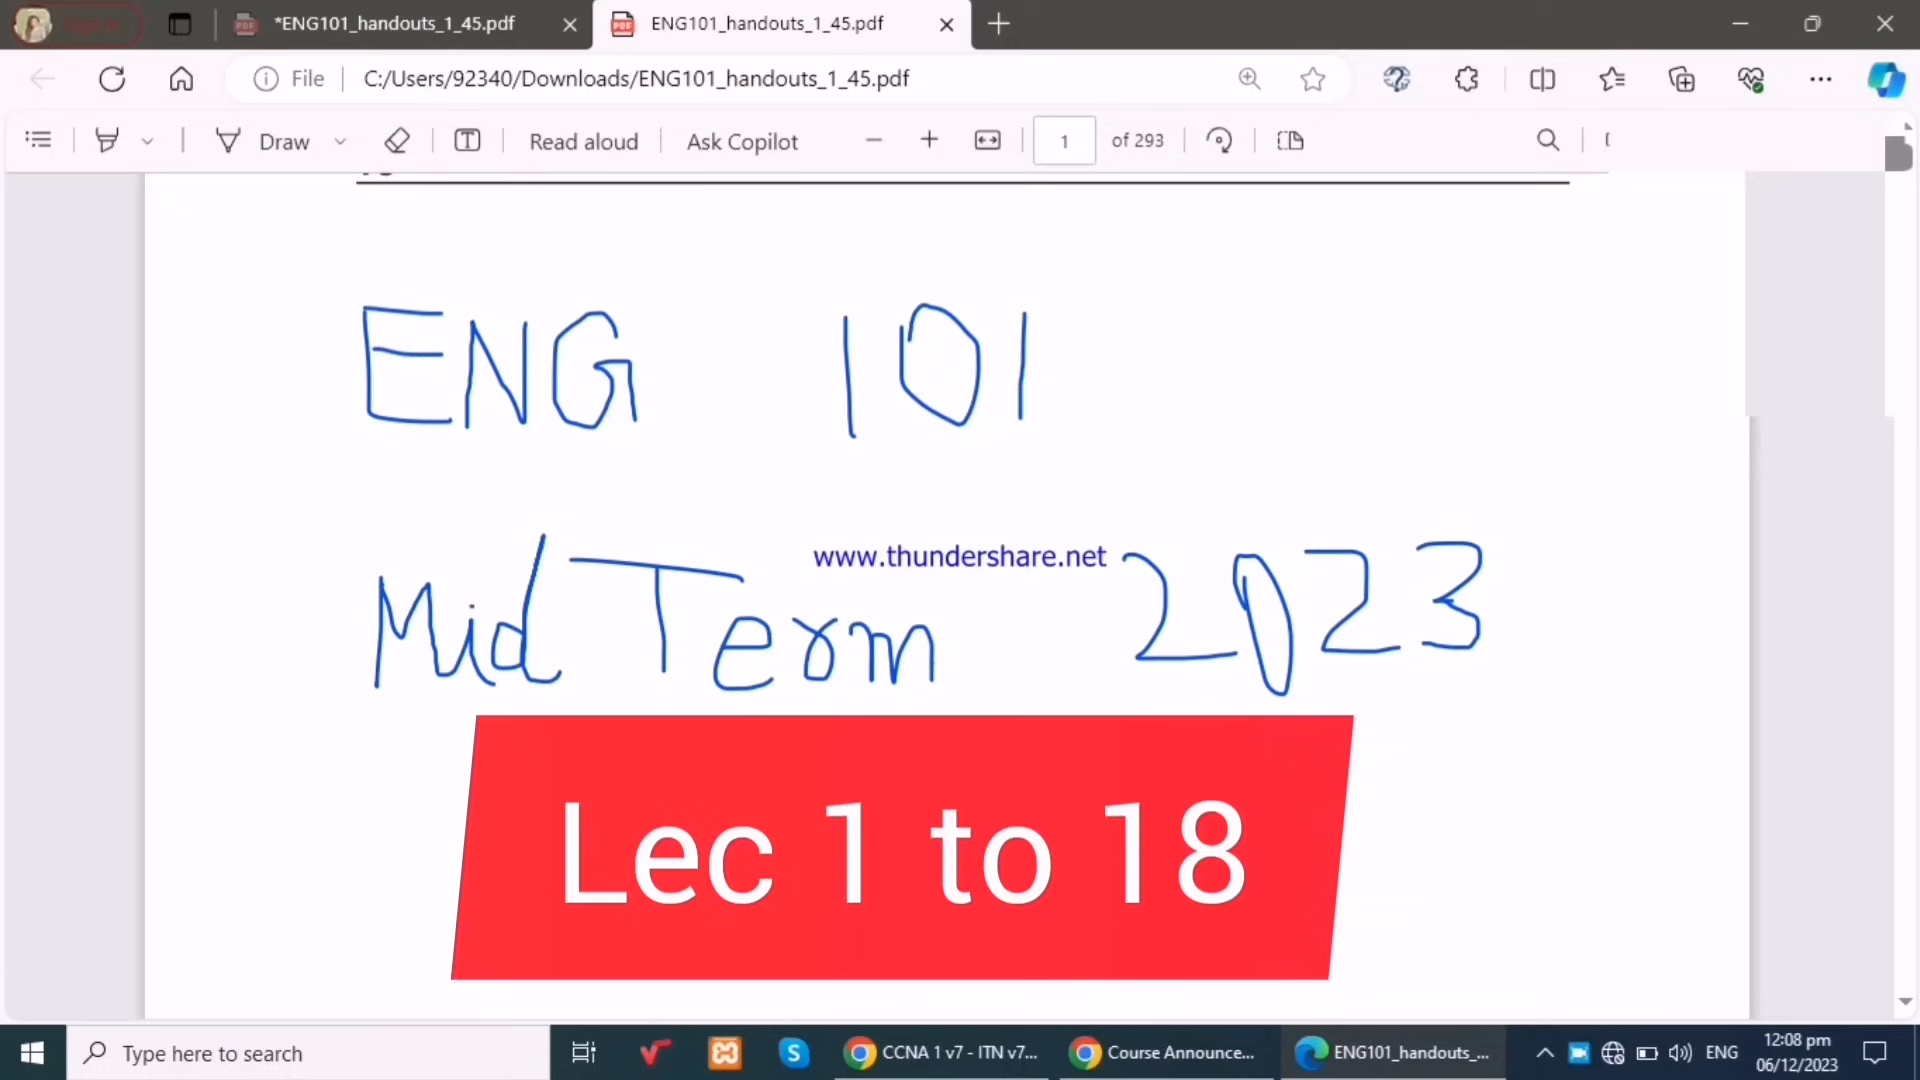 *ENG101_handouts_1_45.pdf
ENG101_handouts_1_45.pdf
File
C:/Users/92340/Downloads/ENG101_handouts_1_45.pdf
Draw
Read aloud
Ask Copilot
1
of 293
ENG 101
www.thundershare.net
Mid Term 2023
Lec 1 to 18
Type here to search
CCNA 1 v7 - ITN v7...
Course Announce...
ENG101_handouts_...
ENG
12:08 pm
06/12/2023